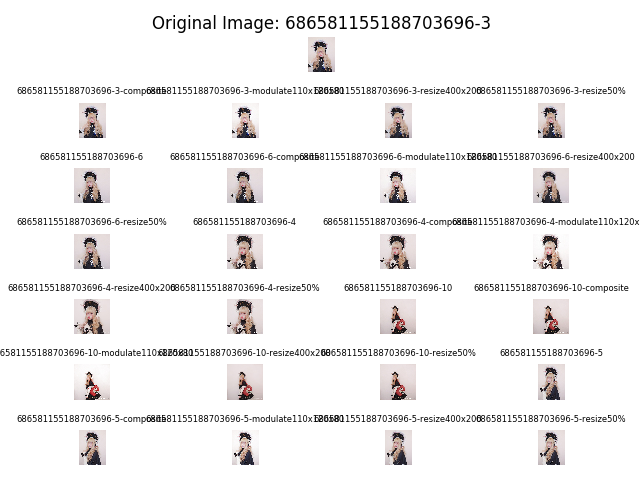 Original Image: 686581155188703696-3
686581155188703696-3-composite 686581155188703696-3-modulate110x120x80 686581155188703696-3-resize400x200 686581155188703696-3-resize50%
686581155188703696-6 686581155188703696-6-composite 686581155188703696-6-modulate110x120x80 686581155188703696-6-resize400x200
686581155188703696-6-resize50% 686581155188703696-4 686581155188703696-4-composite 686581155188703696-4-modulate110x120x
686581155188703696-4-resize400x200 686581155188703696-4-resize50% 686581155188703696-10 686581155188703696-10-composite
581155188703696-10-modulate110x120x80 686581155188703696-10-resize400x200 686581155188703696-10-resize50% 686581155188703696-5
686581155188703696-5-composite 686581155188703696-5-modulate110x120x80 686581155188703696-5-resize400x200 686581155188703696-5-resize50%